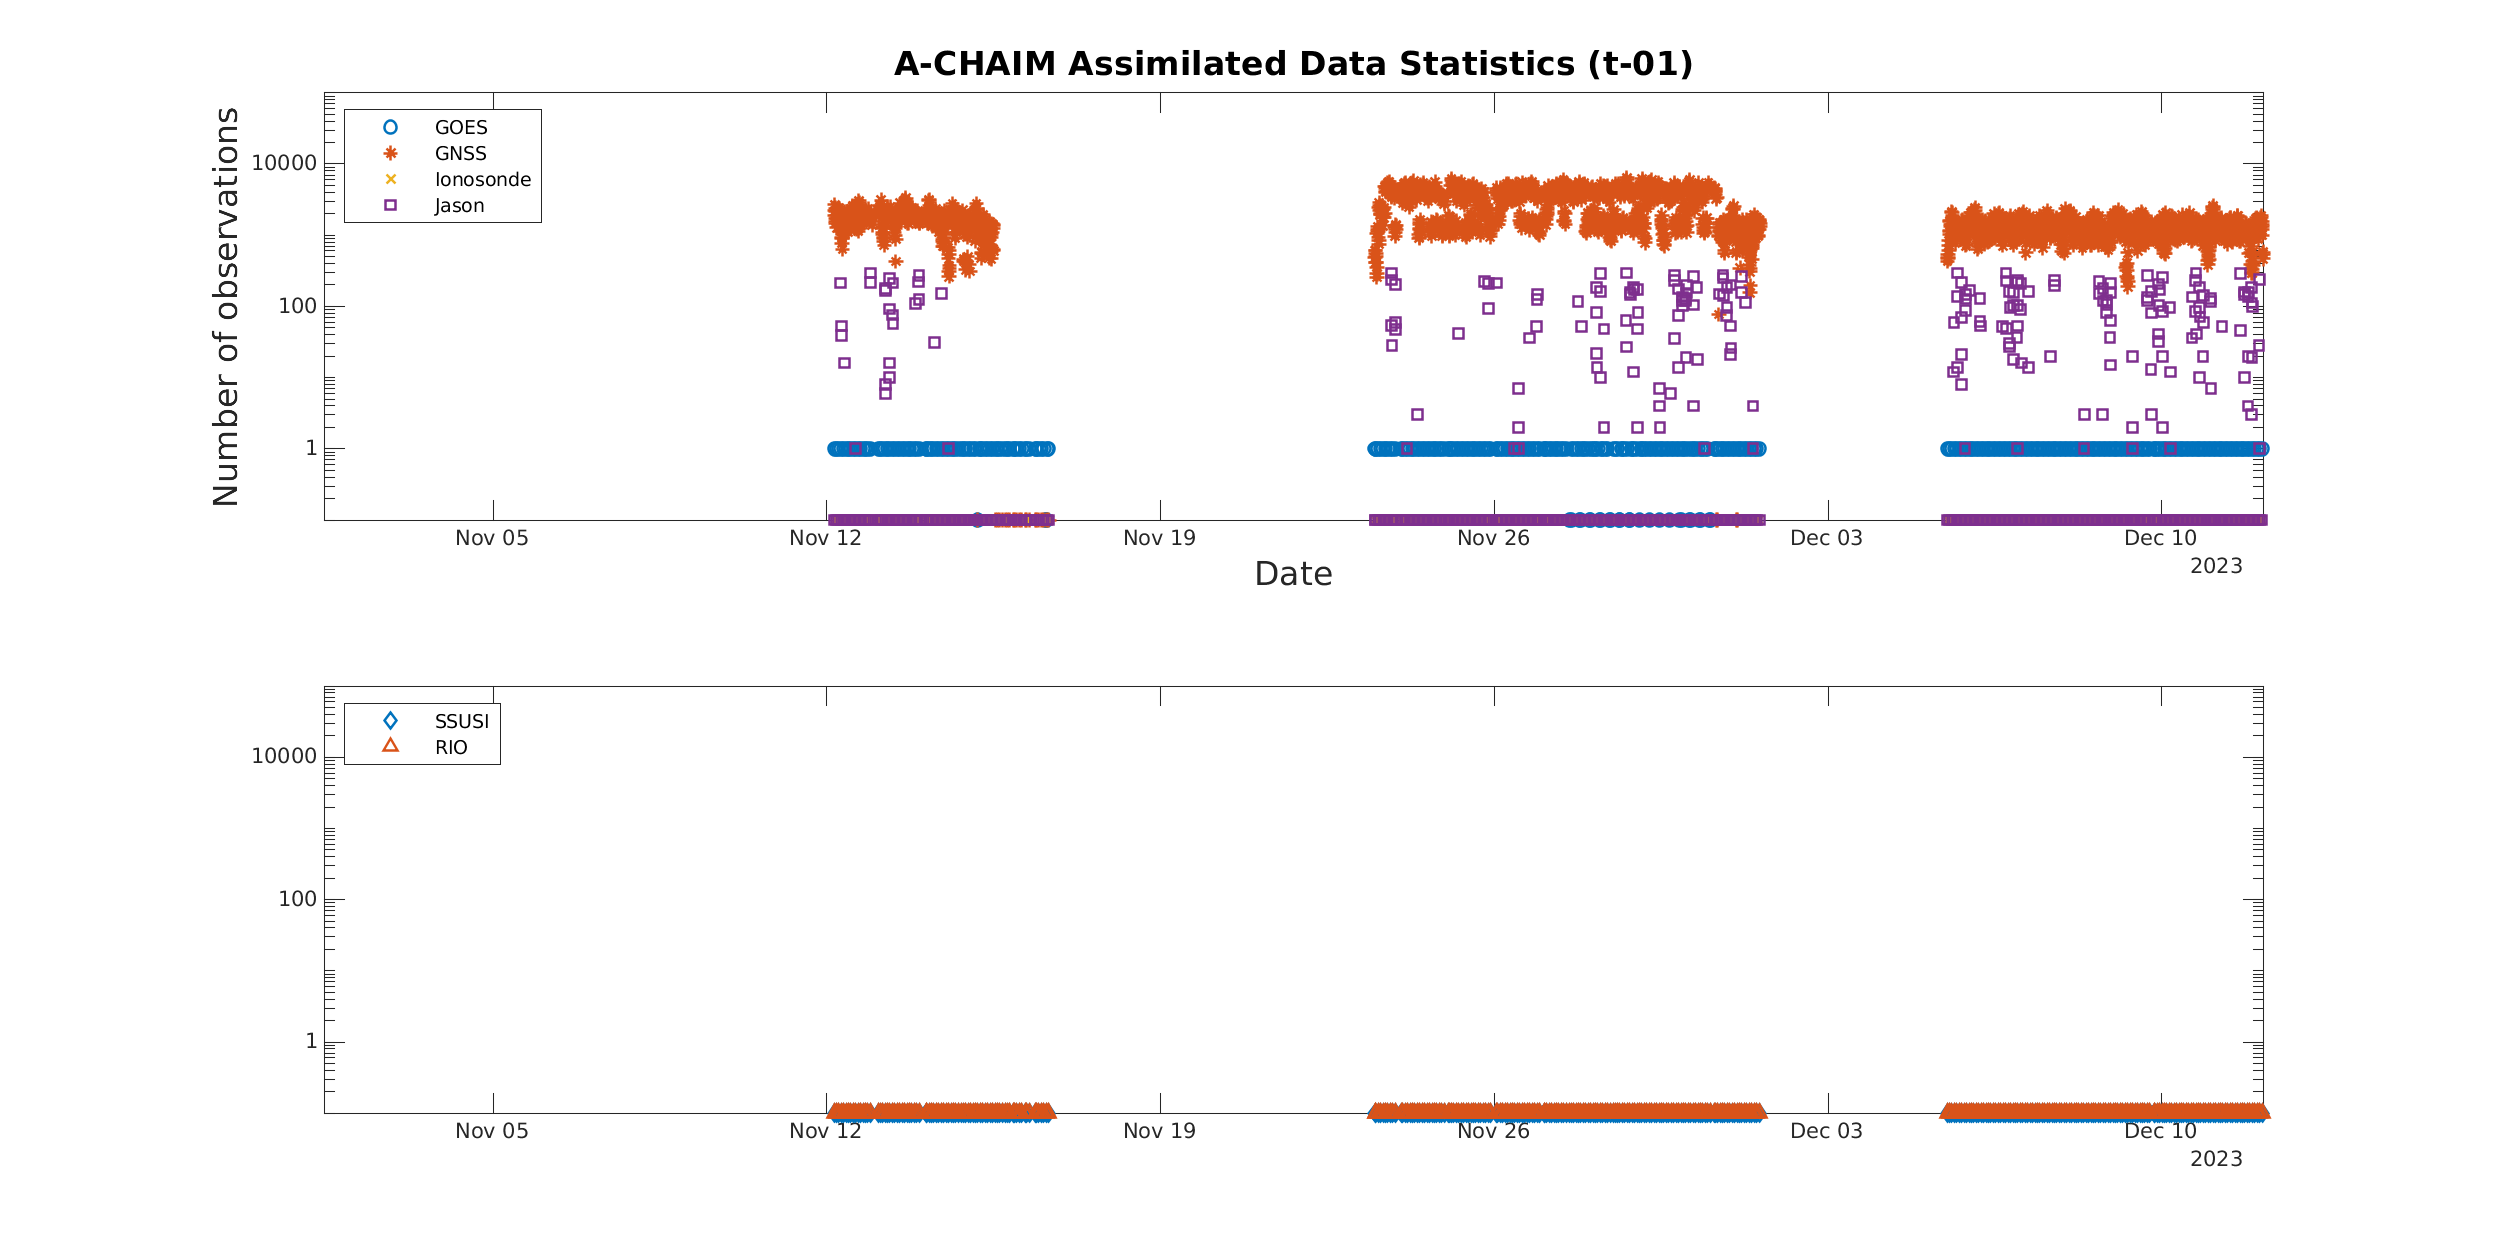 A-CHAIM Assimilated Data Statistics (t-01)
Number of observations
10000
100
1
GOES
GNSS
Ionosonde
Jason
Nov 05
Nov 12
Nov 19
Nov 26
Dec 03
Dec 10
2023
Date
10000
100
1
SSUSI
RIO
Nov 05
Nov 12
Nov 19
Nov 26
Dec 03
Dec 10
2023